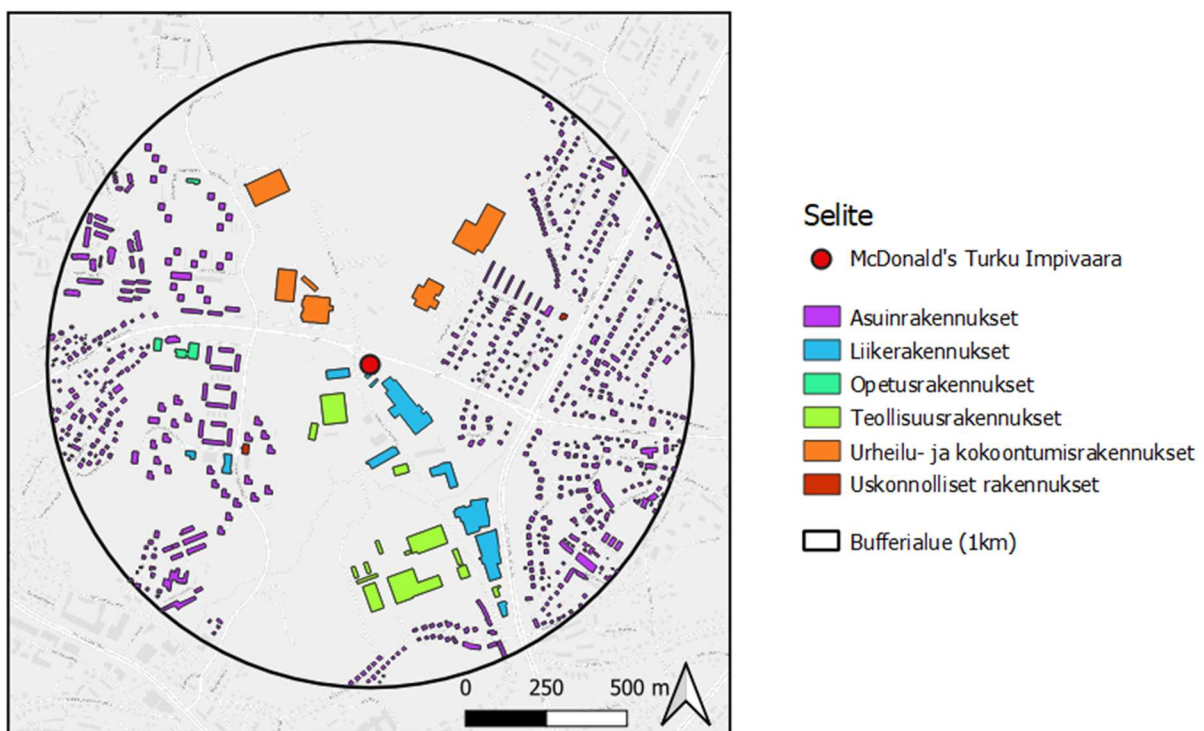 Selite
McDonald's Turku Impivaara
Asuinrakennukset
Liikerakennukset
Opetusrakennukset
Teollisuusrakennukset
Urheilu- ja kokoontumisrakennukset
Uskonnolliset rakennukset
Bufferialue (1km)
0 250 500 m